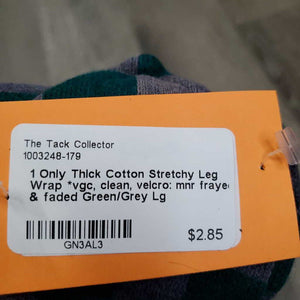 The Tack Collector
1003248-179
1 Only Thick Cotton Stretchy Leg
Wrap *vgc, clean, velcro: mnr fraye
& faded Green/Grey Lg
GN3AL3
$2.85